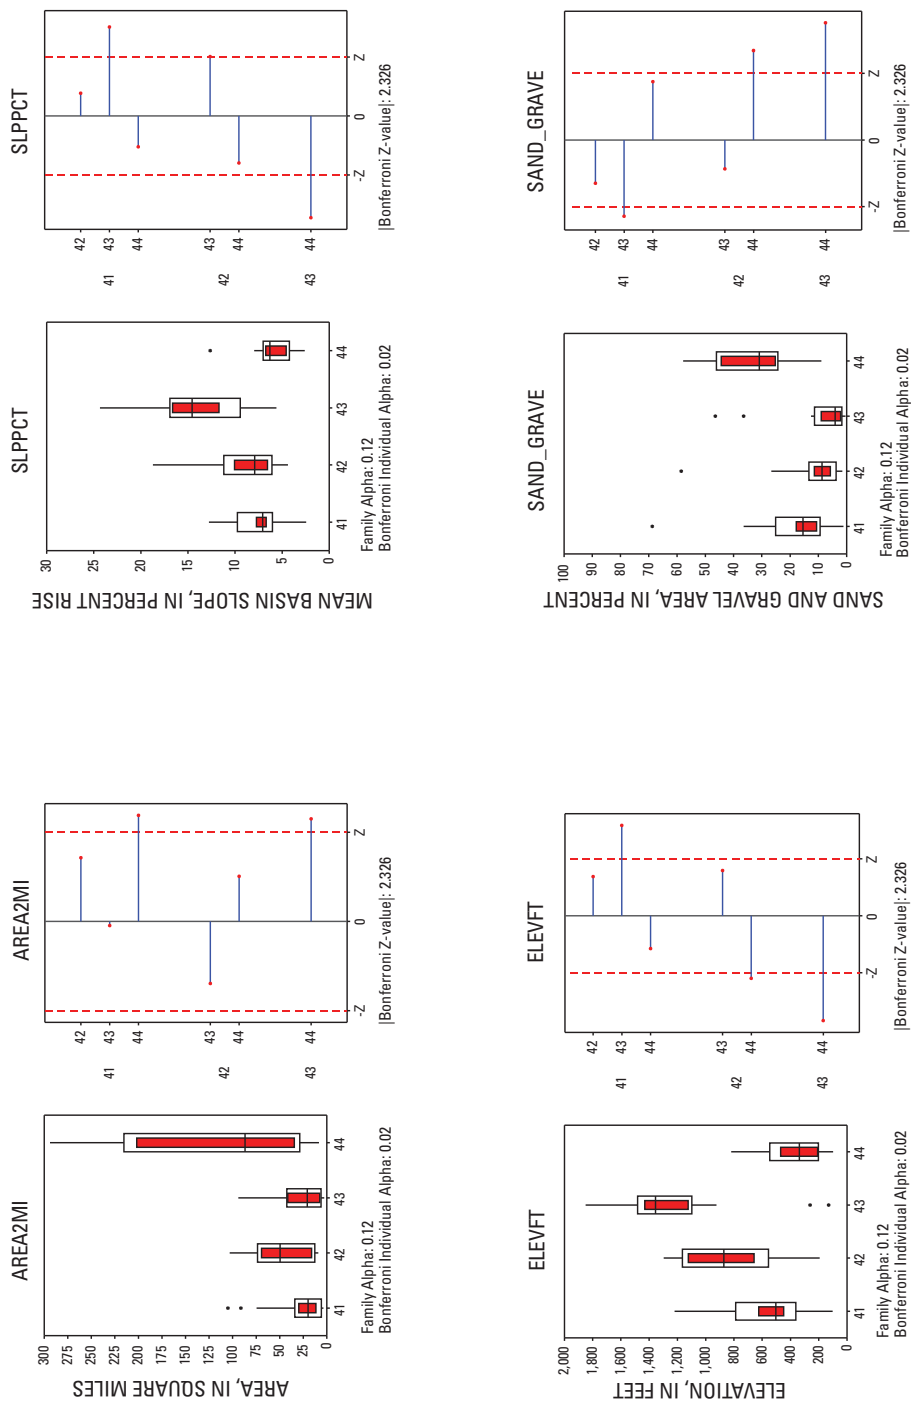 AREA2MI
AREA, IN SQUARE MILES
300
275
250
225
200
175
150
125
100
75
50
25
0
41 42 43 44
Family Alpha: 0.12
Bonferroni Individual Alpha: 0.02
AREA2MI
41
42
43
44
42
43
44
43
44
-Z 0 Z
|Bonferroni Z-value|: 2.326
SLPPCT
MEAN BASIN SLOPE, IN PERCENT RISE
30
25
20
15
10
5
0
41 42 43 44
Family Alpha: 0.12
Bonferroni Individual Alpha: 0.02
SLPPCT
41
42
43
44
42
43
44
43
44
-Z 0 Z
|Bonferroni Z-value|: 2.326
ELEVFT
ELEVATION, IN FEET
2,000
1,800
1,600
1,400
1,200
1,000
800
600
400
200
0
41 42 43 44
Family Alpha: 0.12
Bonferroni Individual Alpha: 0.02
ELEVFT
41
42
43
44
42
43
44
43
44
-Z 0 Z
|Bonferroni Z-value|: 2.326
SAND_GRAVE
SAND AND GRAVEL AREA, IN PERCENT
100
90
80
70
60
50
40
30
20
10
0
41 42 43 44
Family Alpha: 0.12
Bonferroni Individual Alpha: 0.02
SAND_GRAVE
41
42
43
44
42
43
44
43
44
-Z 0 Z
|Bonferroni Z-value|: 2.326